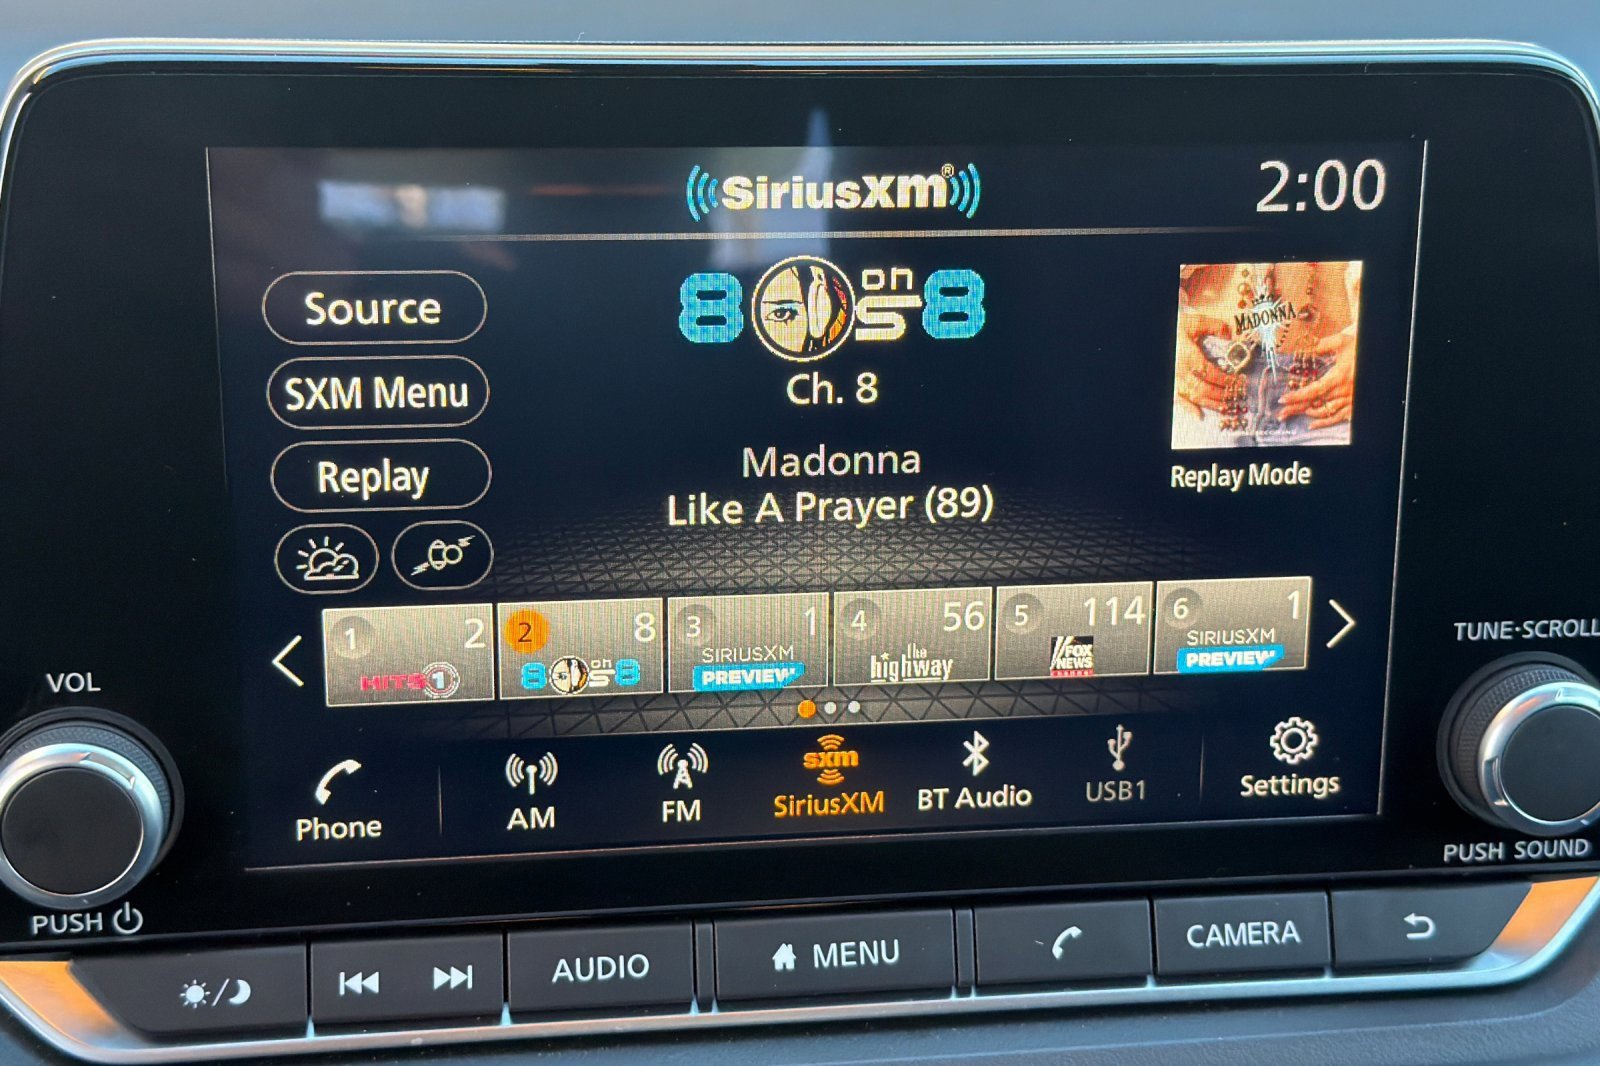 SiriusXM®
2:00
Source
SXM Menu
Replay
80s on 8
Ch. 8
Madonna
Like A Prayer (89)
MADONNA
Replay Mode
1 2
HITS 1
2 8
80s on 8
3 1
SIRIUSXM
PREVIEW
4 56
the
highway
5 114
FOX
NEWS
channel
6 1
SIRIUSXM
PREVIEW
Phone
AM
FM
sxm
SiriusXM
BT Audio
USB1
Settings
VOL
PUSH
TUNE·SCROLL
PUSH SOUND
AUDIO
MENU
CAMERA